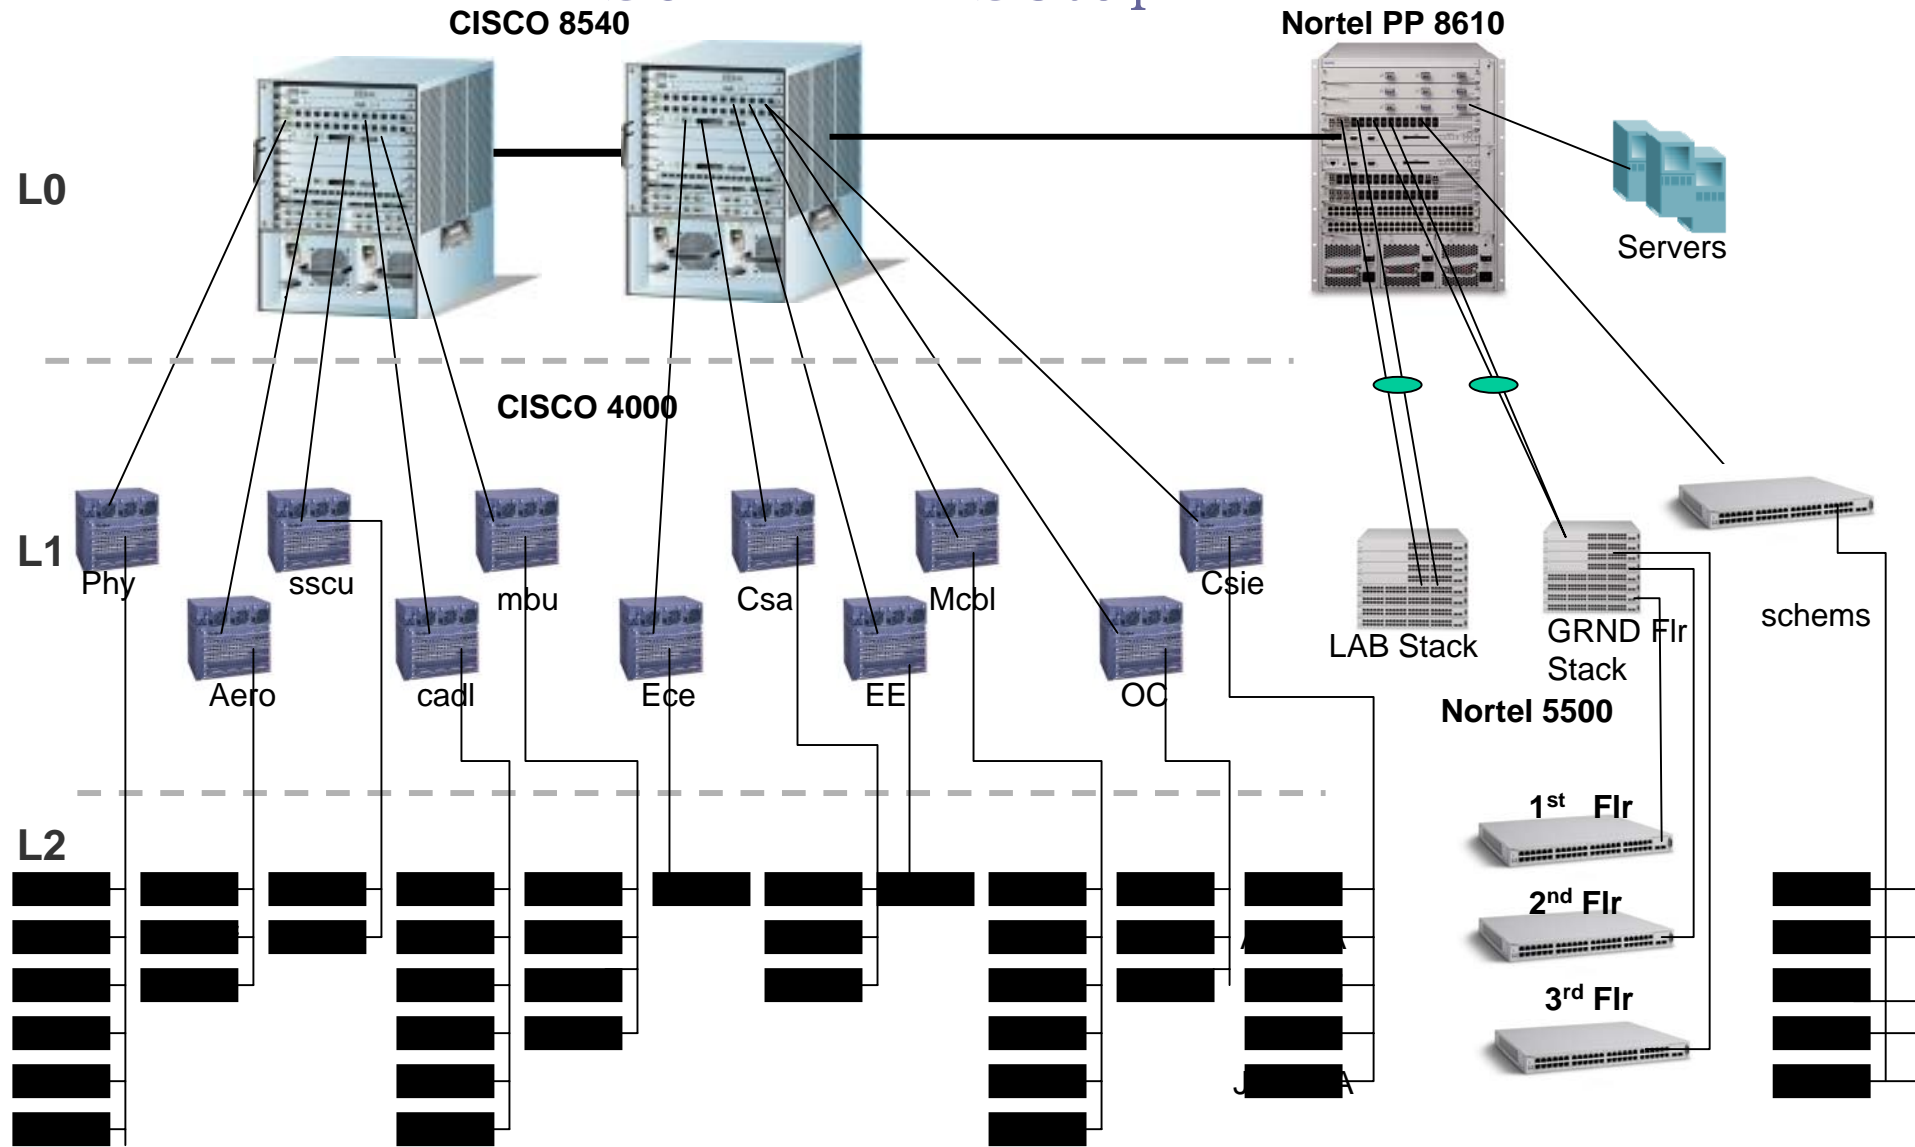 CISCO 8540
Nortel PP 8610
L0
Servers
CISCO 4000
L1
Phy
sscu
mbu
Csa
Mcbl
Csie
Aero
cadl
Ece
EE
OC
LAB Stack
GRND Flr
Stack
schems
Nortel 5500
L2
1st Flr
2nd Flr
3rd Flr